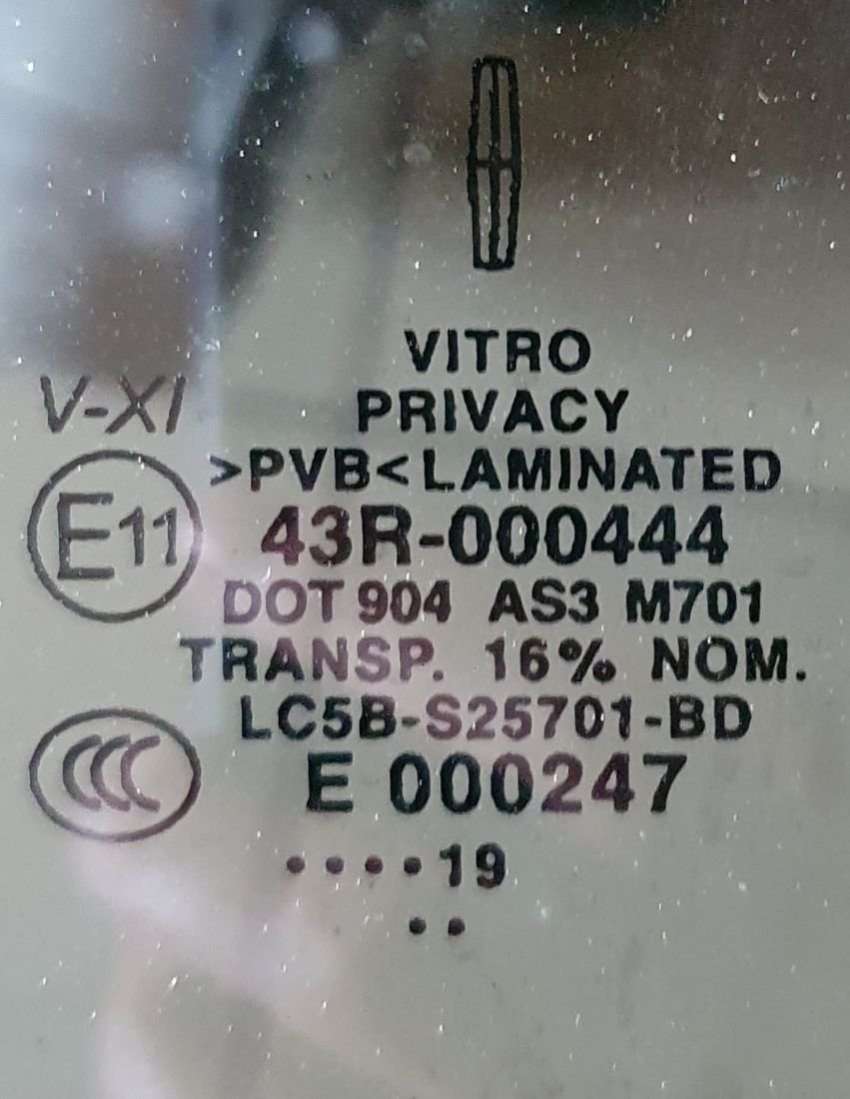 VITRO
V-XI
PRIVACY
>PVB<LAMINATED
E11
43R-000444
DOT 904 AS3 M701
TRANSP. 16% NOM.
LC5B-S25701-BD
CCC
E 000247
....19
..